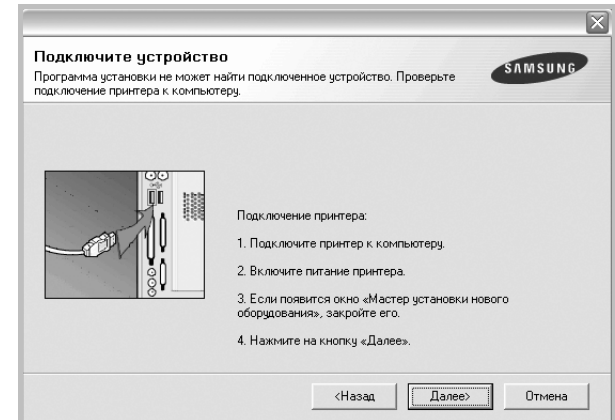 Подключите устройство
Программа установки не может найти подключенное устройство. Проверьте
подключение принтера к компьютеру.
SAMSUNG
Подключение принтера:
1. Подключите принтер к компьютеру.
2. Включите питание принтера.
3. Если появится окно «Мастер установки нового
оборудования», закройте его.
4. Нажмите на кнопку «Далее».
<Назад
Далее>
Отмена